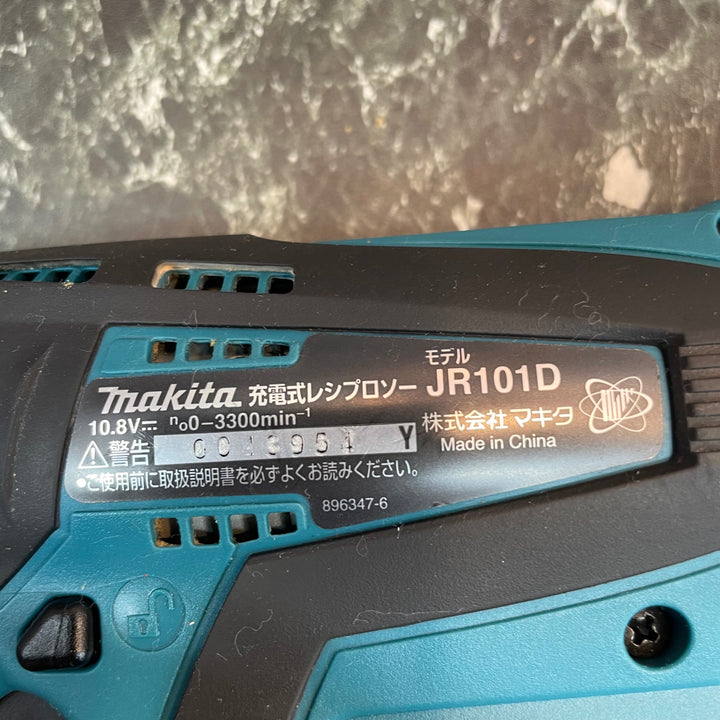 makita 充電式レシプロソー モデル JR101D
10.8V⎓ n₀0-3300min⁻¹ 株式会社 マキタ
⚠警告 0043954 Y Made in China
●ご使用前に取扱説明書を必ずよくお読みください。
896347-6